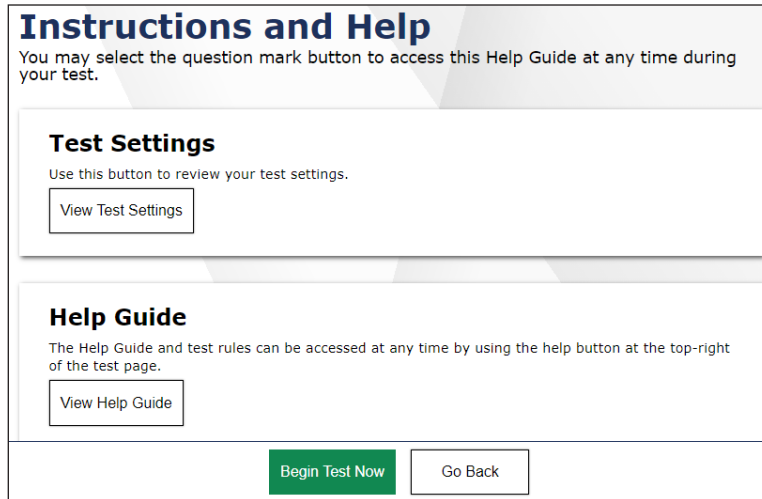 Instructions and Help
You may select the question mark button to access this Help Guide at any time during
your test.
Test Settings
Use this button to review your test settings.
View Test Settings
Help Guide
The Help Guide and test rules can be accessed at any time by using the help button at the top-right
of the test page.
View Help Guide
Begin Test Now
Go Back